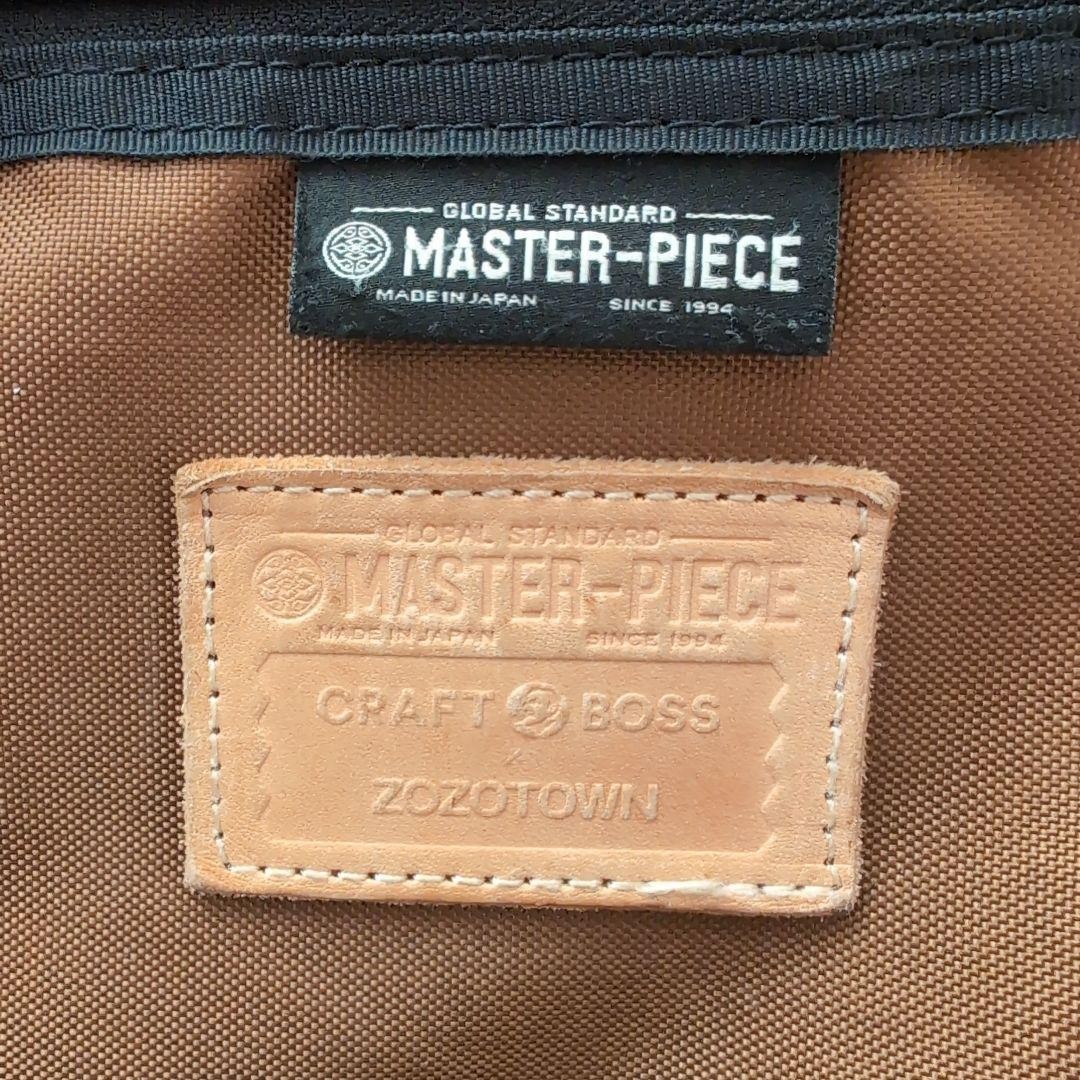 GLOBAL STANDARD
MASTER-PIECE
MADE IN JAPAN SINCE 1994
GLOBAL STANDARD
MASTER-PIECE
MADE IN JAPAN SINCE 1994
CRAFT BOSS
×
ZOZOTOWN